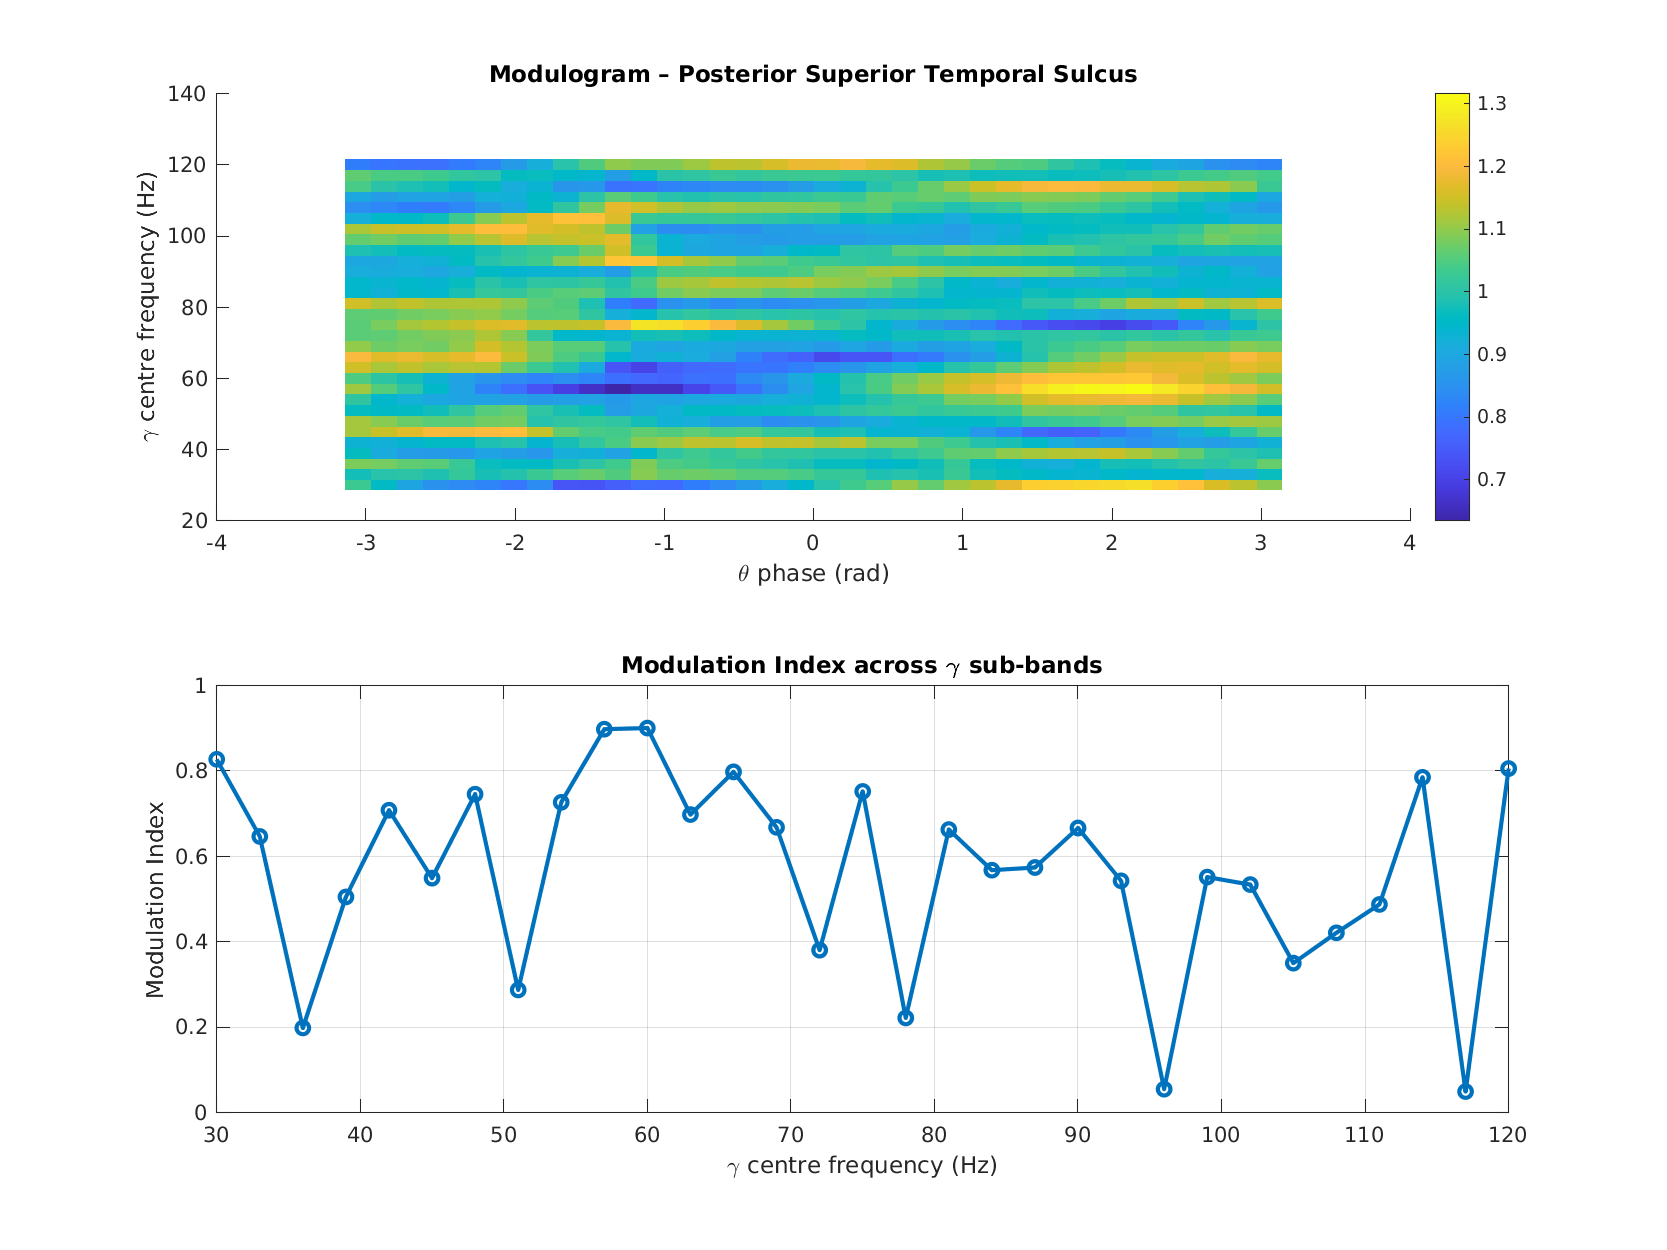 Modulogram – Posterior Superior Temporal Sulcus
140
120
100
80
60
40
20
γ centre frequency (Hz)
-4 -3 -2 -1 0 1 2 3 4
θ phase (rad)
1.3
1.2
1.1
1
0.9
0.8
0.7
Modulation Index across γ sub-bands
1
0.8
0.6
0.4
0.2
0
Modulation Index
30 40 50 60 70 80 90 100 110 120
γ centre frequency (Hz)